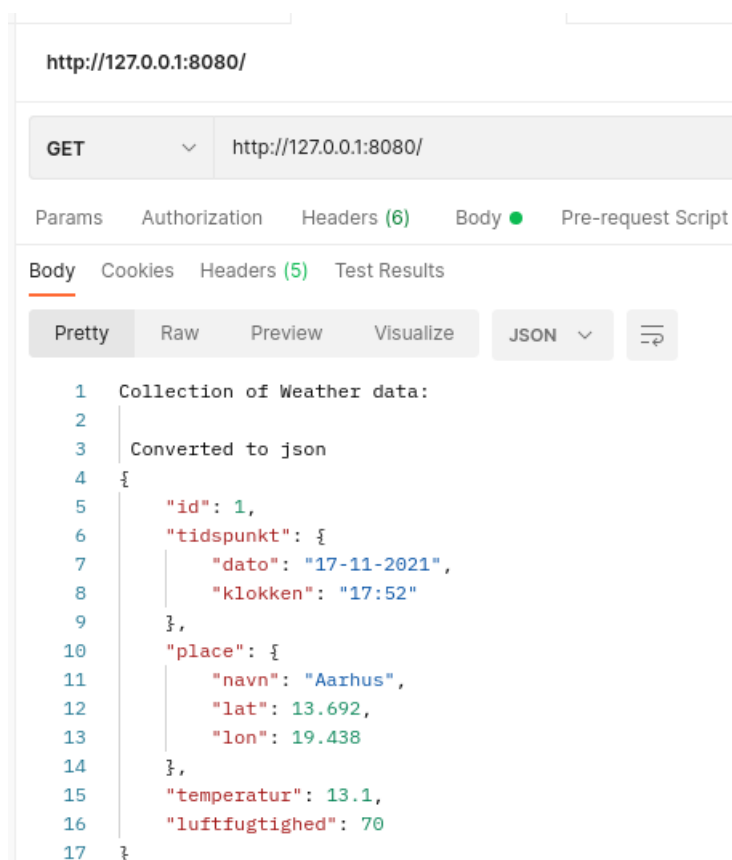 http://127.0.0.1:8080/
GET http://127.0.0.1:8080/
Params Authorization Headers (6) Body Pre-request Script
Body Cookies Headers (5) Test Results
Pretty Raw Preview Visualize JSON
1 Collection of Weather data:
2
3 Converted to json
4 {
5 "id": 1,
6 "tidspunkt": {
7 "dato": "17-11-2021",
8 "klokken": "17:52"
9 },
10 "place": {
11 "navn": "Aarhus",
12 "lat": 13.692,
13 "lon": 19.438
14 },
15 "temperatur": 13.1,
16 "luftfugtighed": 70
17 }